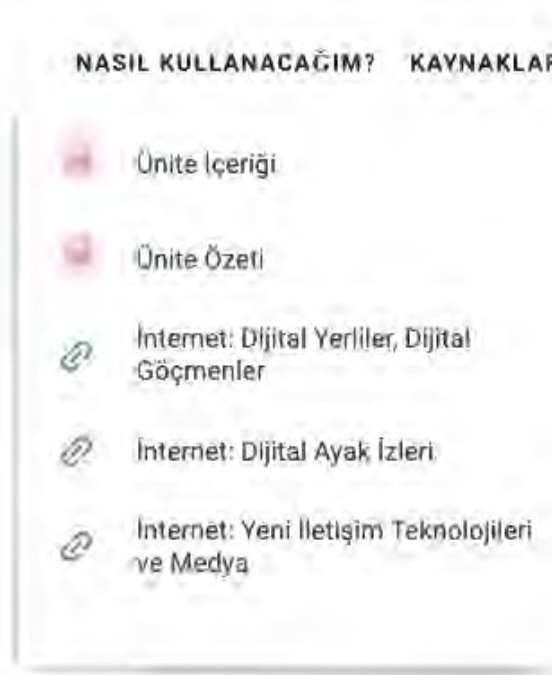 NASIL KULLANACAĞIM? KAYNAKLAR
Ünite İçeriği
Ünite Özeti
İnternet: Dijital Yerliler, Dijital
Göçmenler
İnternet: Dijital Ayak İzleri
İnternet: Yeni İletişim Teknolojileri
ve Medya